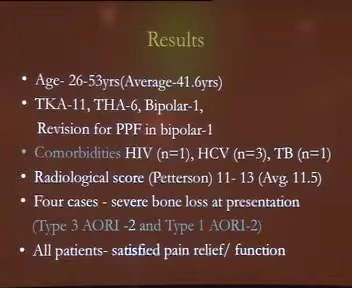 Results
• Age- 26-53yrs(Average-41.6yrs)
• TKA-11, THA-6, Bipolar-1,
Revision for PPF in bipolar-1
• Comorbidities HIV (n=1), HCV (n=3), TB (n=1)
• Radiological score (Petterson) 11- 13 (Avg. 11.5)
• Four cases - severe bone loss at presentation
(Type 3 AORI -2 and Type 1 AORI-2)
• All patients- satisfied pain relief/ function